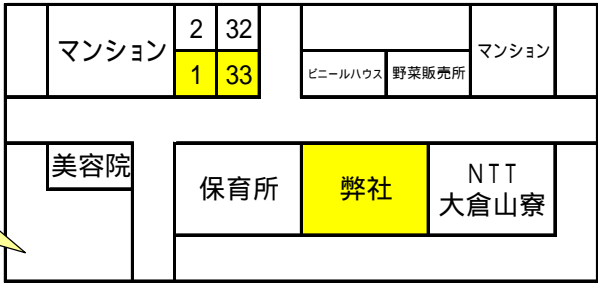 マンション
2 32
1 33
ビニールハウス 野菜販売所
マンション
美容院
保育所
弊社
NTT
大倉山寮